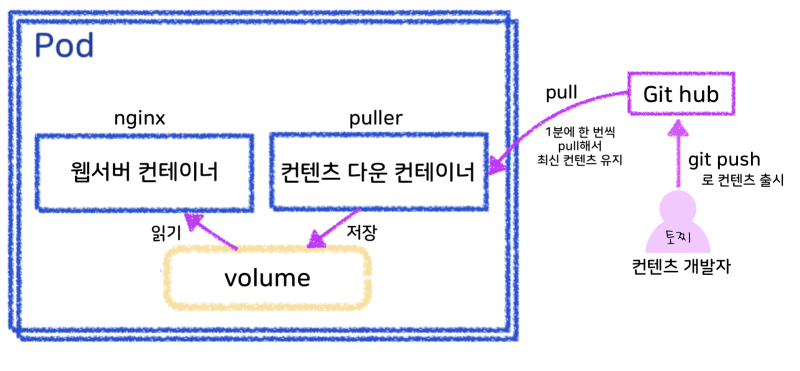 Pod
nginx
puller
웹서버 컨테이너
컨텐츠 다운 컨테이너
읽기
저장
volume
pull
1분에 한 번씩
pull해서
최신 컨텐츠 유지
Git hub
git push
로 컨텐츠 출시
토찌
컨텐츠 개발자